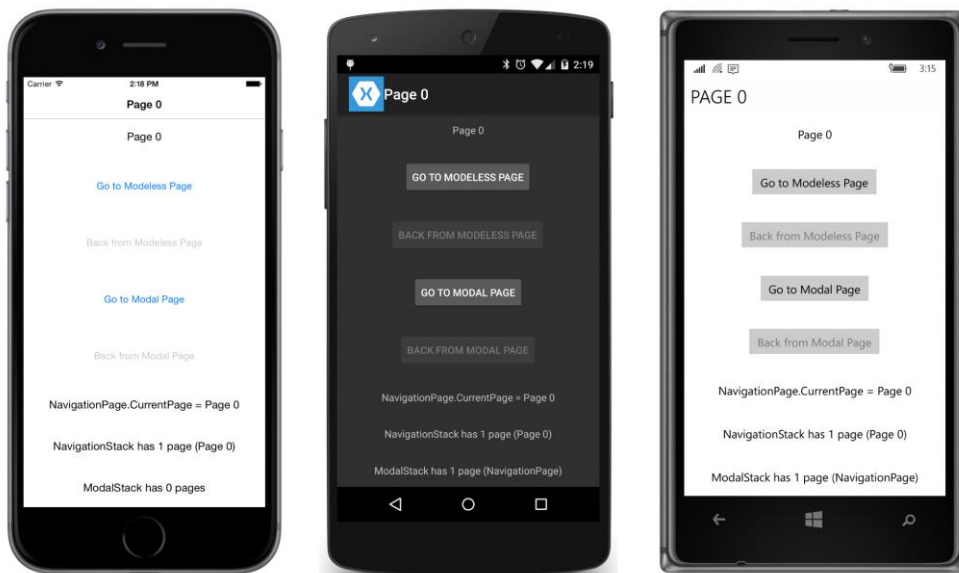 Carrier 2:18 PM
Page 0
Page 0
Go to Modeless Page
Back from Modeless Page
Go to Modal Page
Back from Modal Page
NavigationPage.CurrentPage = Page 0
NavigationStack has 1 page (Page 0)
ModalStack has 0 pages
2:19
Page 0
Page 0
GO TO MODELESS PAGE
BACK FROM MODELESS PAGE
GO TO MODAL PAGE
BACK FROM MODAL PAGE
NavigationPage.CurrentPage = Page 0
NavigationStack has 1 page (Page 0)
ModalStack has 1 page (NavigationPage)
3:15
PAGE 0
Page 0
Go to Modeless Page
Back from Modeless Page
Go to Modal Page
Back from Modal Page
NavigationPage.CurrentPage = Page 0
NavigationStack has 1 page (Page 0)
ModalStack has 1 page (NavigationPage)